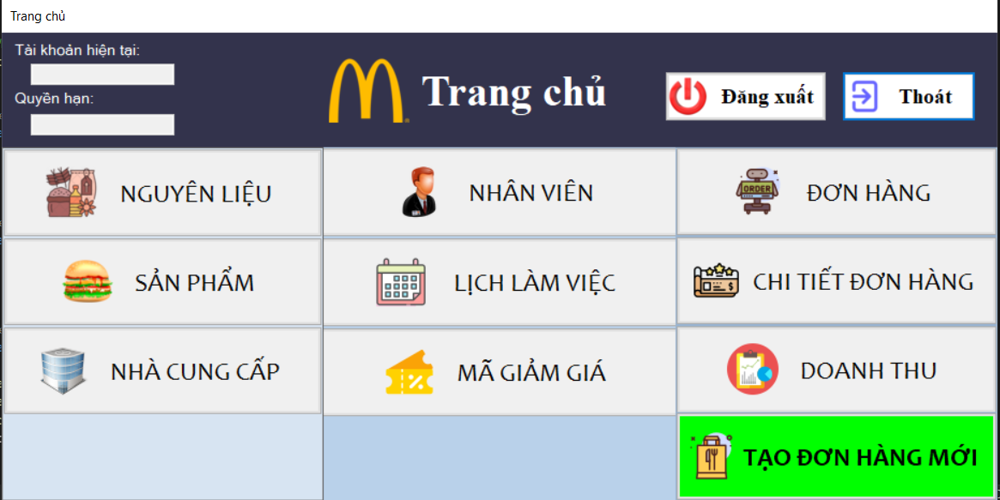 Trang chủ
Tài khoản hiện tại:
Quyền hạn:
Trang chủ
Đăng xuất
Thoát
NGUYÊN LIỆU
NHÂN VIÊN
ORDER
ĐƠN HÀNG
SẢN PHẨM
LỊCH LÀM VIỆC
CHI TIẾT ĐƠN HÀNG
NHÀ CUNG CẤP
MÃ GIẢM GIÁ
DOANH THU
TẠO ĐƠN HÀNG MỚI